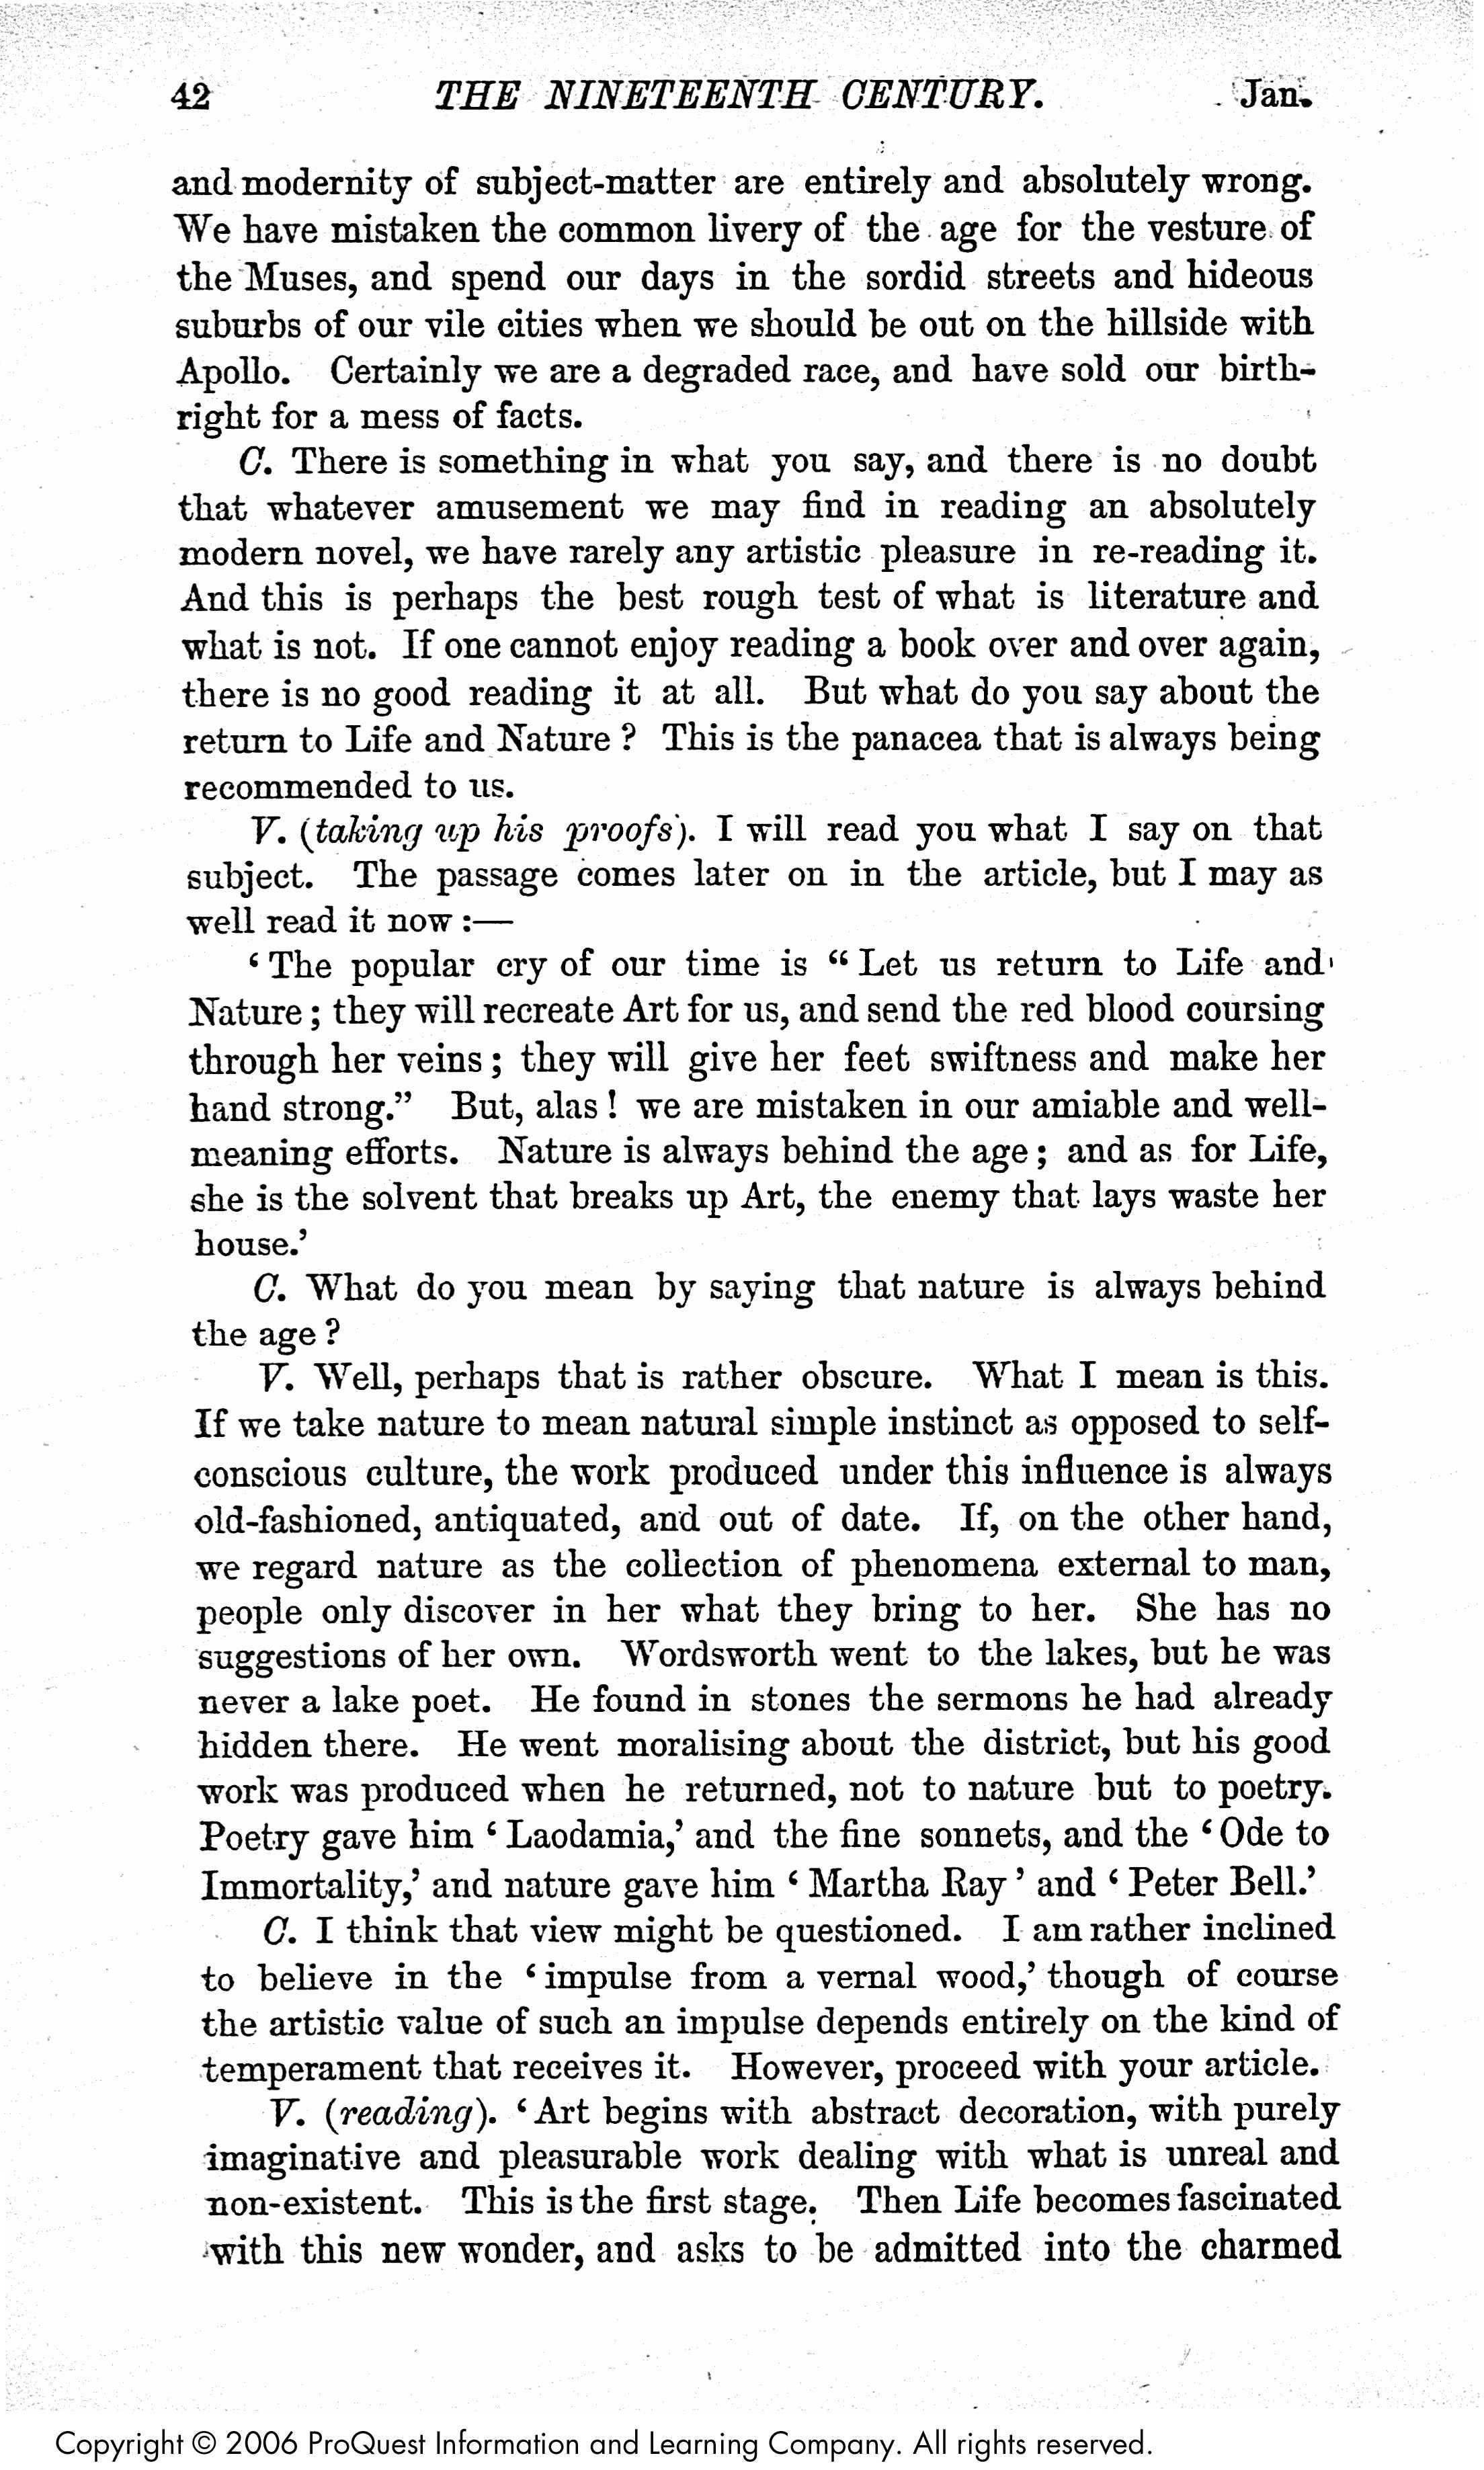 42 THE NINETEENTH CENTURY. Jan.
and modernity of subject-matter are entirely and absolutely wrong.
We have mistaken the common livery of the age for the vesture of
the Muses, and spend our days in the sordid streets and hideous
suburbs of our vile cities when we should be out on the hillside with
Apollo. Certainly we are a degraded race, and have sold our birth-
right for a mess of facts.
C. There is something in what you say, and there is no doubt
that whatever amusement we may find in reading an absolutely
modern novel, we have rarely any artistic pleasure in re-reading it.
And this is perhaps the best rough test of what is literature and
what is not. If one cannot enjoy reading a book over and over again,
there is no good reading it at all. But what do you say about the
return to Life and Nature ? This is the panacea that is always being
recommended to us.
V. (taking up his proofs). I will read you what I say on that
subject. The passage comes later on in the article, but I may as
well read it now :—
‘ The popular cry of our time is “ Let us return to Life and
Nature ; they will recreate Art for us, and send the red blood coursing
through her veins ; they will give her feet swiftness and make her
hand strong.” But, alas ! we are mistaken in our amiable and well-
meaning efforts. Nature is always behind the age ; and as for Life,
she is the solvent that breaks up Art, the enemy that lays waste her
house.’
C. What do you mean by saying that nature is always behind
the age ?
V. Well, perhaps that is rather obscure. What I mean is this.
If we take nature to mean natural simple instinct as opposed to self-
conscious culture, the work produced under this influence is always
old-fashioned, antiquated, and out of date. If, on the other hand,
we regard nature as the collection of phenomena external to man,
people only discover in her what they bring to her. She has no
suggestions of her own. Wordsworth went to the lakes, but he was
never a lake poet. He found in stones the sermons he had already
hidden there. He went moralising about the district, but his good
work was produced when he returned, not to nature but to poetry.
Poetry gave him ‘ Laodamia,’ and the fine sonnets, and the ‘ Ode to
Immortality,’ and nature gave him ‘ Martha Ray ’ and ‘ Peter Bell.’
C. I think that view might be questioned. I am rather inclined
to believe in the ‘ impulse from a vernal wood,’ though of course
the artistic value of such an impulse depends entirely on the kind of
temperament that receives it. However, proceed with your article.
V. (reading). ‘ Art begins with abstract decoration, with purely
imaginative and pleasurable work dealing with what is unreal and
non-existent. This is the first stage. Then Life becomes fascinated
with this new wonder, and asks to be admitted into the charmed
Copyright © 2006 ProQuest Information and Learning Company. All rights reserved.